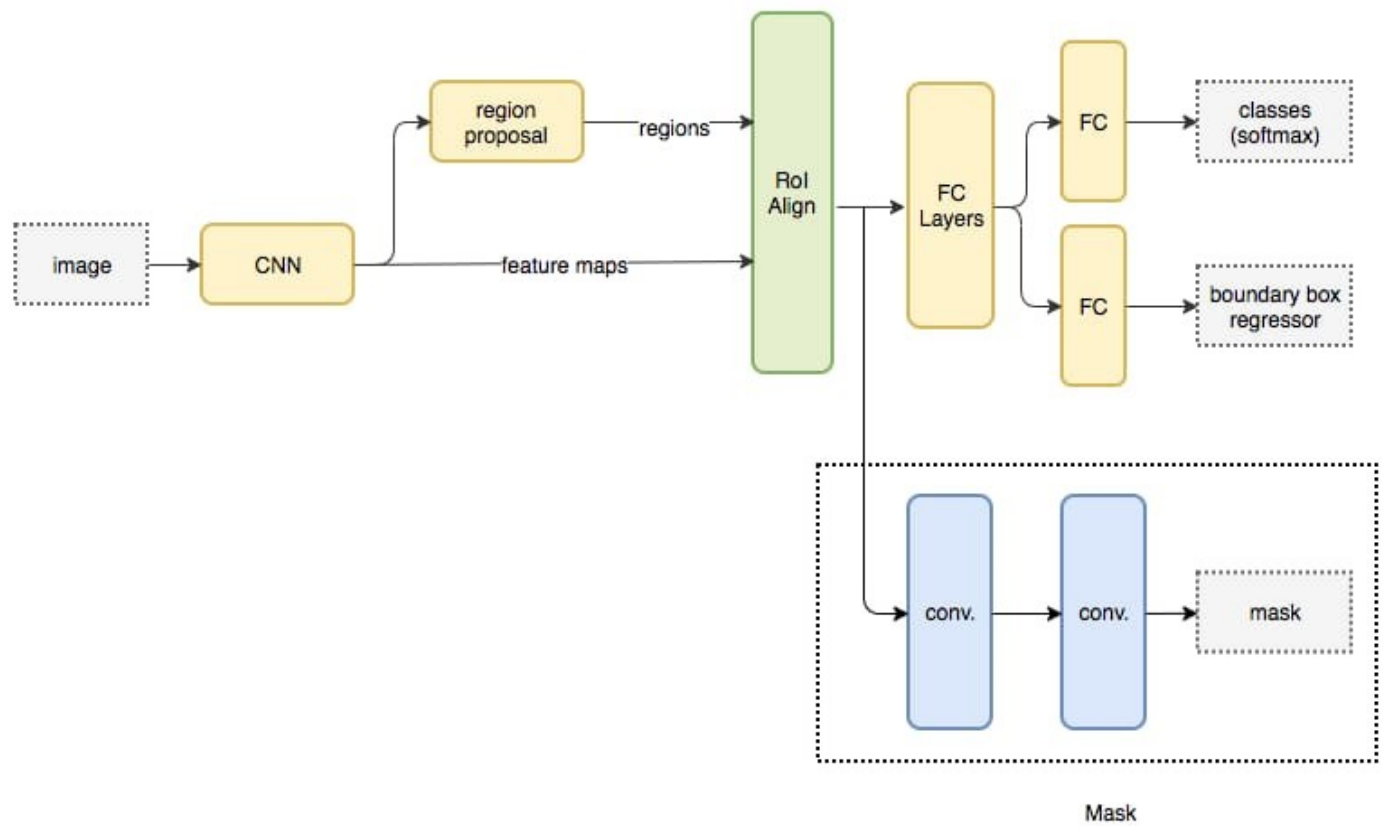 region
proposal
regions
image
CNN
feature maps
RoI
Align
FC
Layers
FC
classes
(softmax)
FC
boundary box
regressor
conv.
conv.
mask
Mask